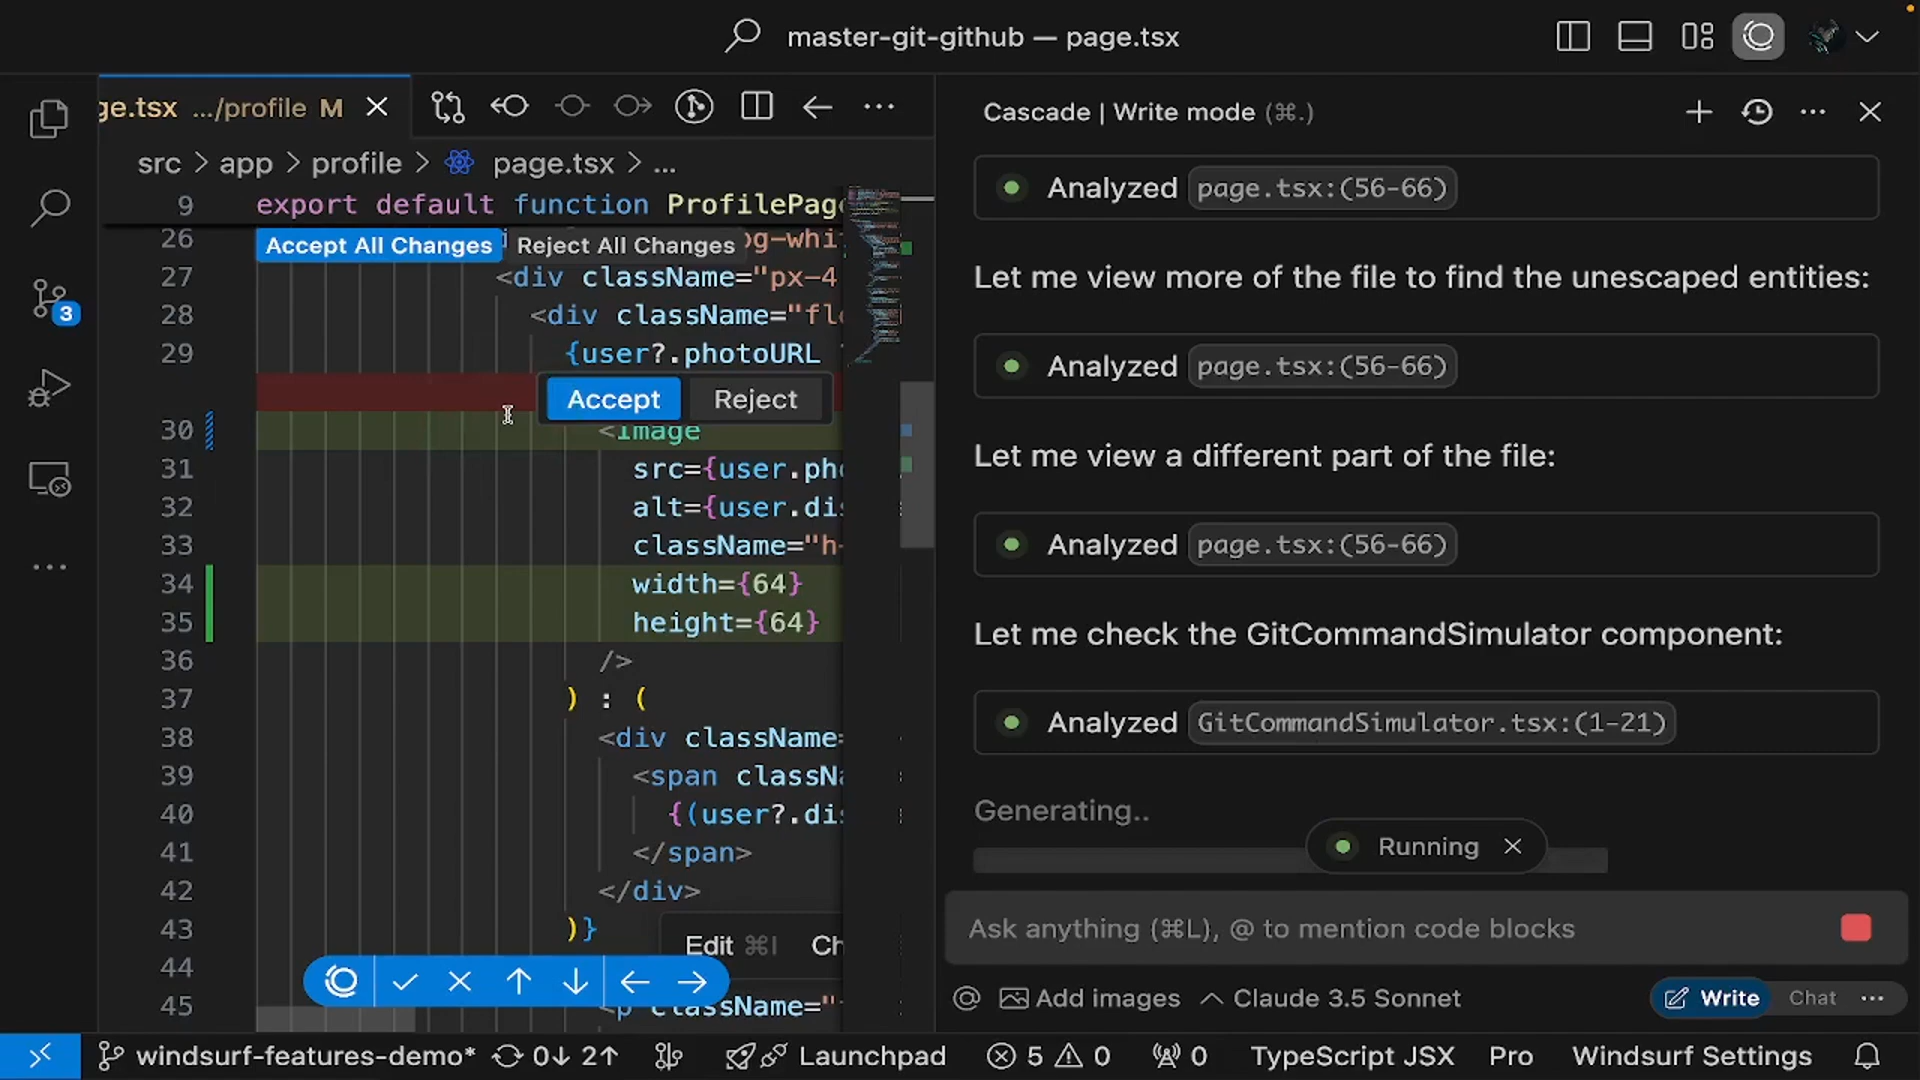 master-git-github — page.tsx
ge.tsx .../profile M
src > app > profile > page.tsx > ...
9 export default function ProfilePag
Accept All Changes Reject All Changes
26
27 <div className="px-4
28 <div className="fl
29 {user?.photoURL
Accept Reject
30 <Image
31 src={user.pho
32 alt={user.dis
33 className="h-
34 width={64}
35 height={64}
36 />
37 ) : (
38 <div className=
39 <span classNa
40 {(user?.dis
41 </span>
42 </div>
43 )}
Edit ⌘I Ch
44
45 <p className="
Cascade | Write mode (⌘.)
Analyzed page.tsx:(56-66)
Let me view more of the file to find the unescaped entities:
Analyzed page.tsx:(56-66)
Let me view a different part of the file:
Analyzed page.tsx:(56-66)
Let me check the GitCommandSimulator component:
Analyzed GitCommandSimulator.tsx:(1-21)
Generating..
Running
Ask anything (⌘L), @ to mention code blocks
Add images Claude 3.5 Sonnet Write Chat ...
3
windsurf-features-demo* 0↓ 2↑ Launchpad 5 0 0 TypeScript JSX Pro Windsurf Settings